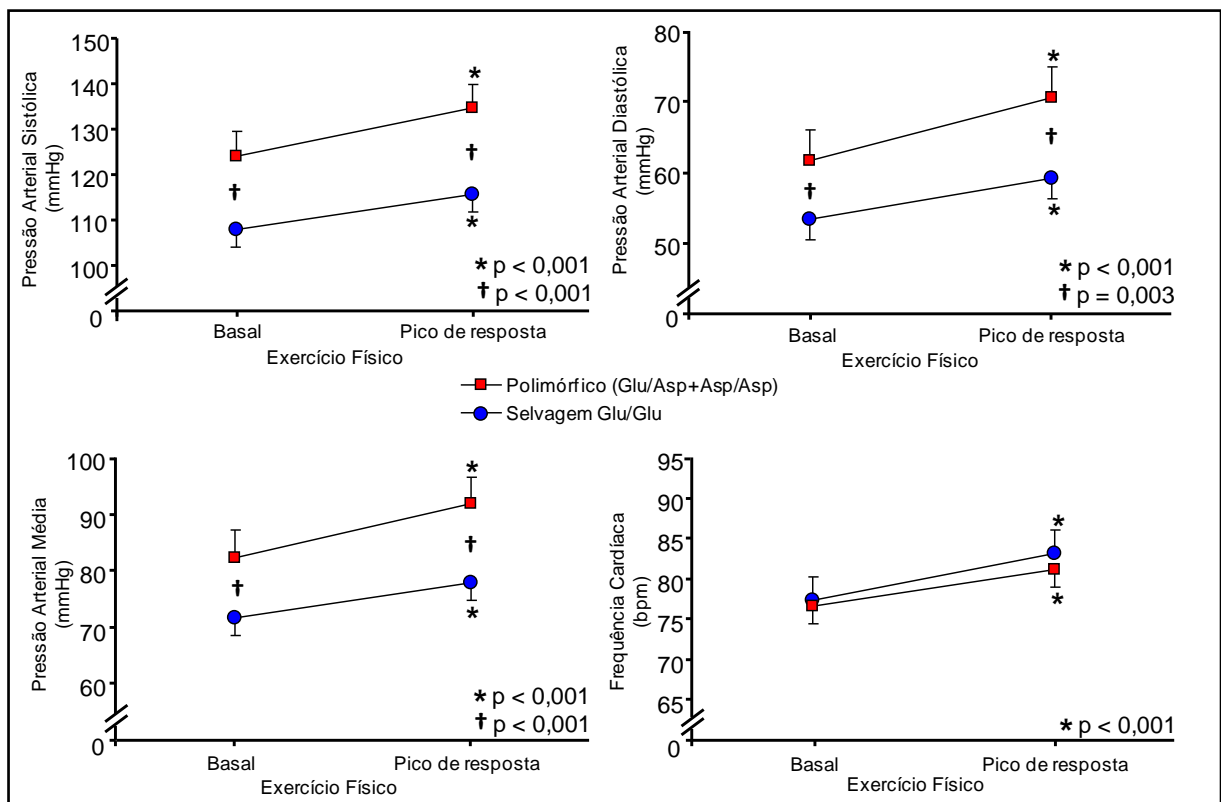 Pressão Arterial Sistólica
(mmHg)
150
140
130
120
110
100
0
*
†
†
*
* p < 0,001
† p < 0,001
Basal
Pico de resposta
Exercício Físico
Pressão Arterial Diastólica
(mmHg)
80
70
60
50
0
*
†
†
*
* p < 0,001
† p = 0,003
Basal
Pico de resposta
Exercício Físico
Polimórfico (Glu/Asp+Asp/Asp)
Selvagem Glu/Glu
Pressão Arterial Média
(mmHg)
100
90
80
70
60
0
*
†
†
*
* p < 0,001
† p < 0,001
Basal
Pico de resposta
Exercício Físico
Frequência Cardíaca
(bpm)
95
90
85
80
75
70
65
0
*
*
* p < 0,001
Basal
Pico de resposta
Exercício Físico